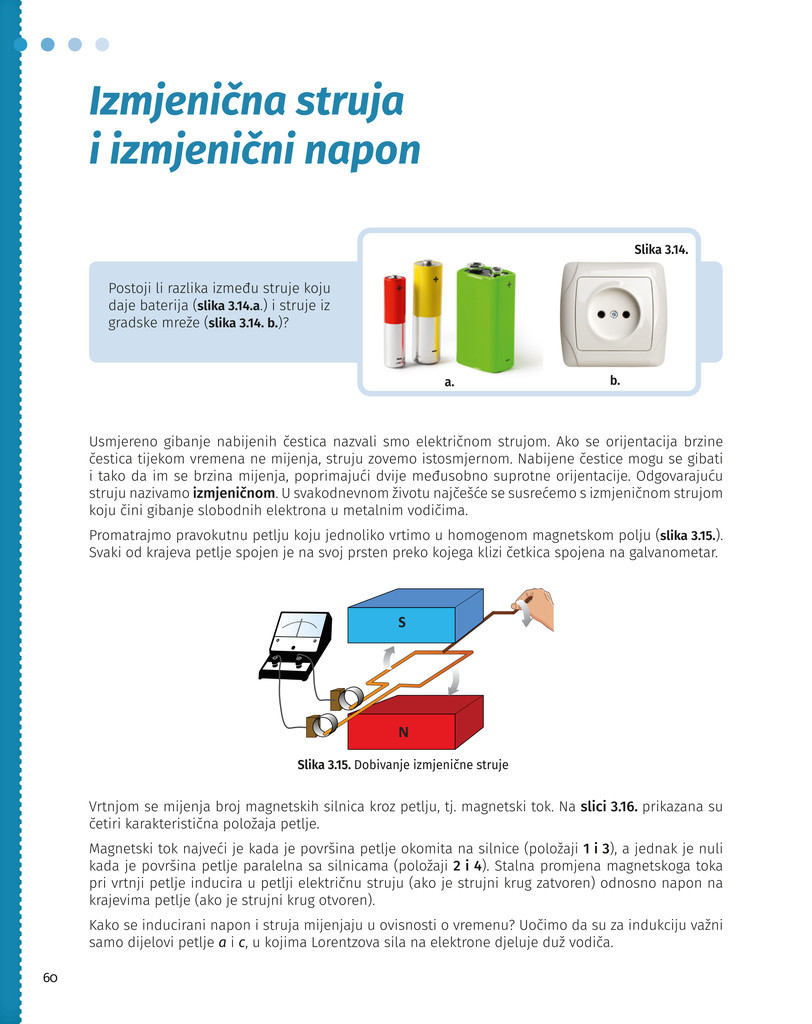 Izmjenična struja
i izmjenični napon
Slika 3.14.
Postoji li razlika između struje koju
daje baterija (slika 3.14.a.) i struje iz
gradske mreže (slika 3.14. b.)?
a.
b.
Usmjereno gibanje nabijenih čestica nazvali smo električnom strujom. Ako se orijentacija brzine
čestica tijekom vremena ne mijenja, struju zovemo istosmjernom. Nabijene čestice mogu se gibati
i tako da im se brzina mijenja, poprimajući dvije međusobno suprotne orijentacije. Odgovarajuću
struju nazivamo izmjeničnom. U svakodnevnom životu najčešće se susrećemo s izmjeničnom strujom
koju čini gibanje slobodnih elektrona u metalnim vodičima.
Promatrajmo pravokutnu petlju koju jednoliko vrtimo u homogenom magnetskom polju (slika 3.15.).
Svaki od krajeva petlje spojen je na svoj prsten preko kojega klizi četkica spojena na galvanometar.
S
N
Slika 3.15. Dobivanje izmjenične struje
Vrtnjom se mijenja broj magnetskih silnica kroz petlju, tj. magnetski tok. Na slici 3.16. prikazana su
četiri karakteristična položaja petlje.
Magnetski tok najveći je kada je površina petlje okomita na silnice (položaji 1 i 3), a jednak je nuli
kada je površina petlje paralelna sa silnicama (položaji 2 i 4). Stalna promjena magnetskoga toka
pri vrtnji petlje inducira u petlji električnu struju (ako je strujni krug zatvoren) odnosno napon na
krajevima petlje (ako je strujni krug otvoren).
Kako se inducirani napon i struja mijenjaju u ovisnosti o vremenu? Uočimo da su za indukciju važni
samo dijelovi petlje a i c, u kojima Lorentzova sila na elektrone djeluje duž vodiča.
60